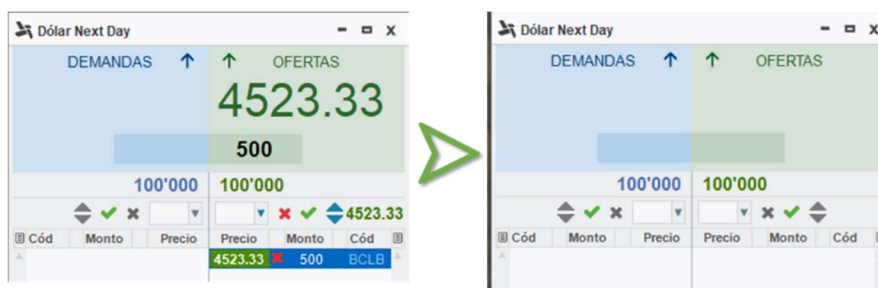 Dólar Next Day
DEMANDAS OFERTAS
4523.33
500
100'000 100'000
4523.33
Cód Monto Precio Precio Monto Cód
4523.33 500 BCLB
Dólar Next Day
DEMANDAS OFERTAS
100'000 100'000
Cód Monto Precio Precio Monto Cód